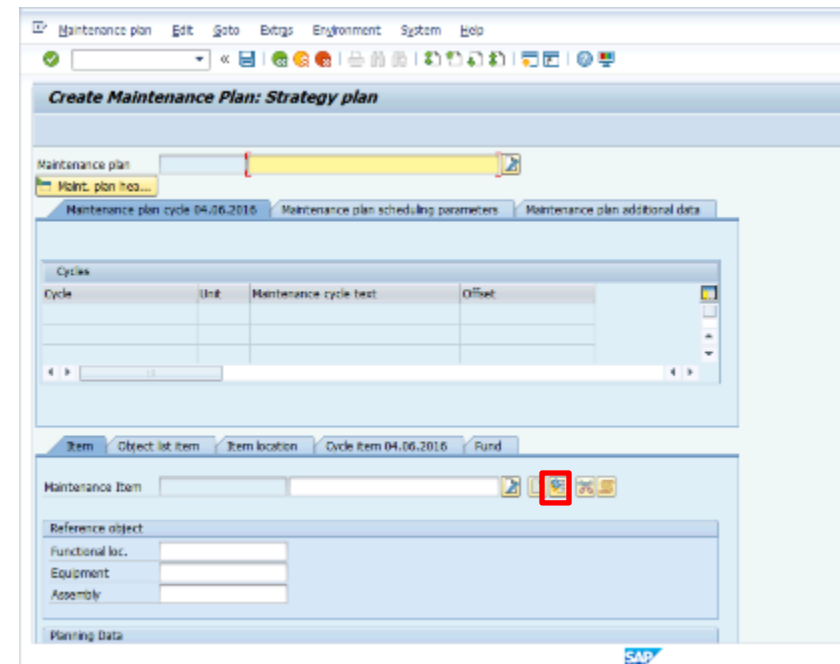 Maintenance plan Edit Goto Extras Environment System Help
Create Maintenance Plan: Strategy plan
Maintenance plan
Maint. plan hea...
Maintenance plan cycle 04.06.2016 Maintenance plan scheduling parameters Maintenance plan additional data
Cycles
Cycle Unit Maintenance cycle text Offset
Item Object list item Item location Cycle item 04.06.2016 Fund
Maintenance Item
Reference object
Functional loc.
Equipment
Assembly
Planning Data
SAP